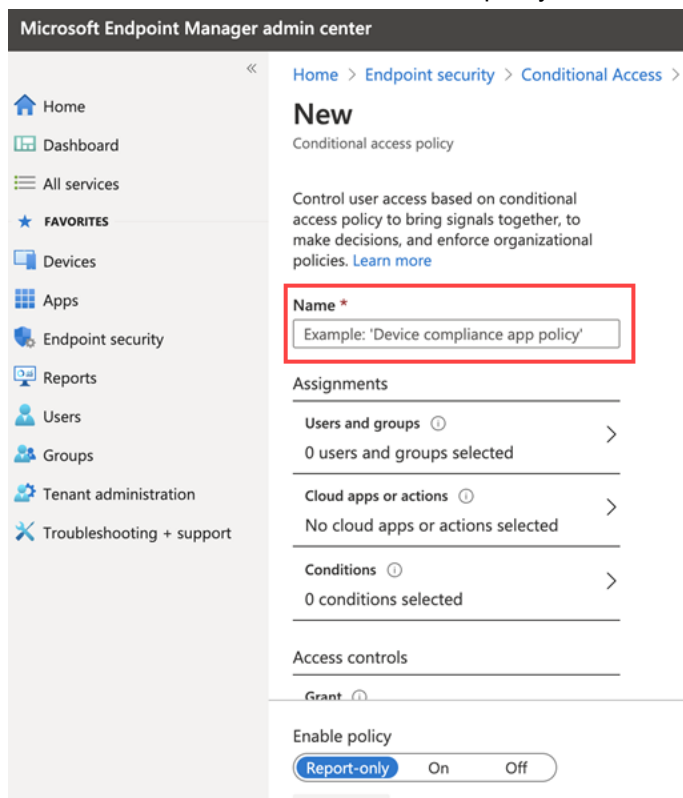 Microsoft Endpoint Manager admin center
«
Home > Endpoint security > Conditional Access >
Home
Dashboard
All services
FAVORITES
Devices
Apps
Endpoint security
Reports
Users
Groups
Tenant administration
Troubleshooting + support
New
Conditional access policy
Control user access based on conditional
access policy to bring signals together, to
make decisions, and enforce organizational
policies. Learn more
Name *
Example: 'Device compliance app policy'
Assignments
Users and groups
0 users and groups selected
Cloud apps or actions
No cloud apps or actions selected
Conditions
0 conditions selected
Access controls
Grant
Enable policy
Report-only On Off